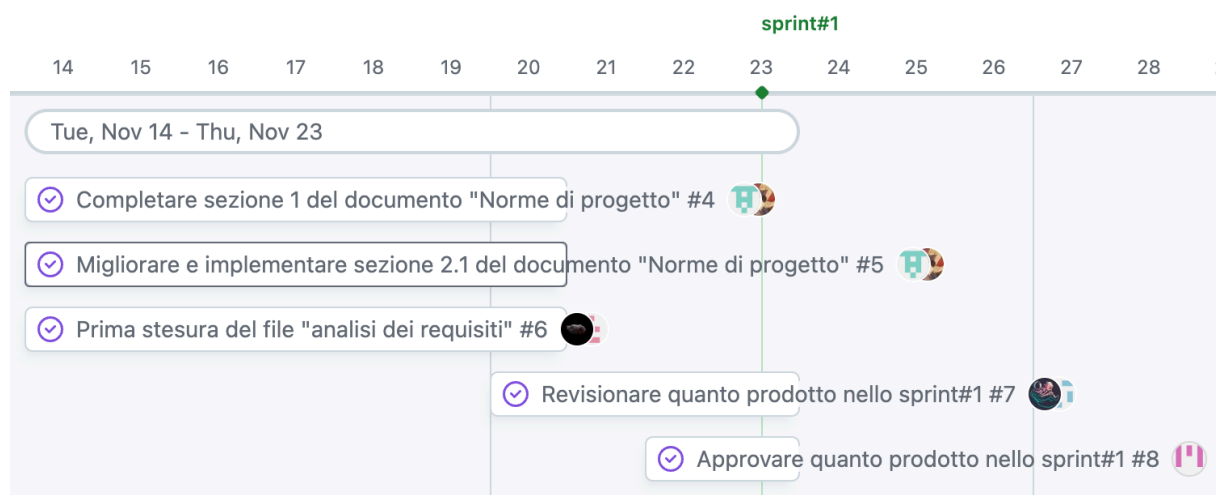 sprint#1
14 15 16 17 18 19 20 21 22 23 24 25 26 27 28
Tue, Nov 14 - Thu, Nov 23
Completare sezione 1 del documento "Norme di progetto" #4
Migliorare e implementare sezione 2.1 del documento "Norme di progetto" #5
Prima stesura del file "analisi dei requisiti" #6
Revisionare quanto prodotto nello sprint#1 #7
Approvare quanto prodotto nello sprint#1 #8